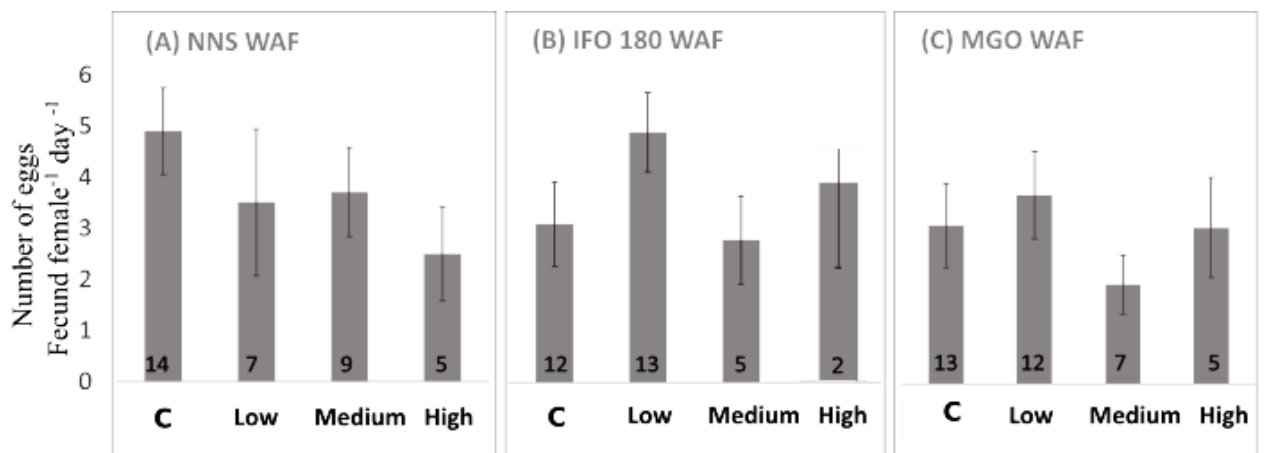 (A) NNS WAF
(B) IFO 180 WAF
(C) MGO WAF
Number of eggs
Fecund female⁻¹ day ⁻¹
6
5
4
3
2
1
0
14 7 9 5
12 13 5 2
13 12 7 5
C Low Medium High
C Low Medium High
C Low Medium High